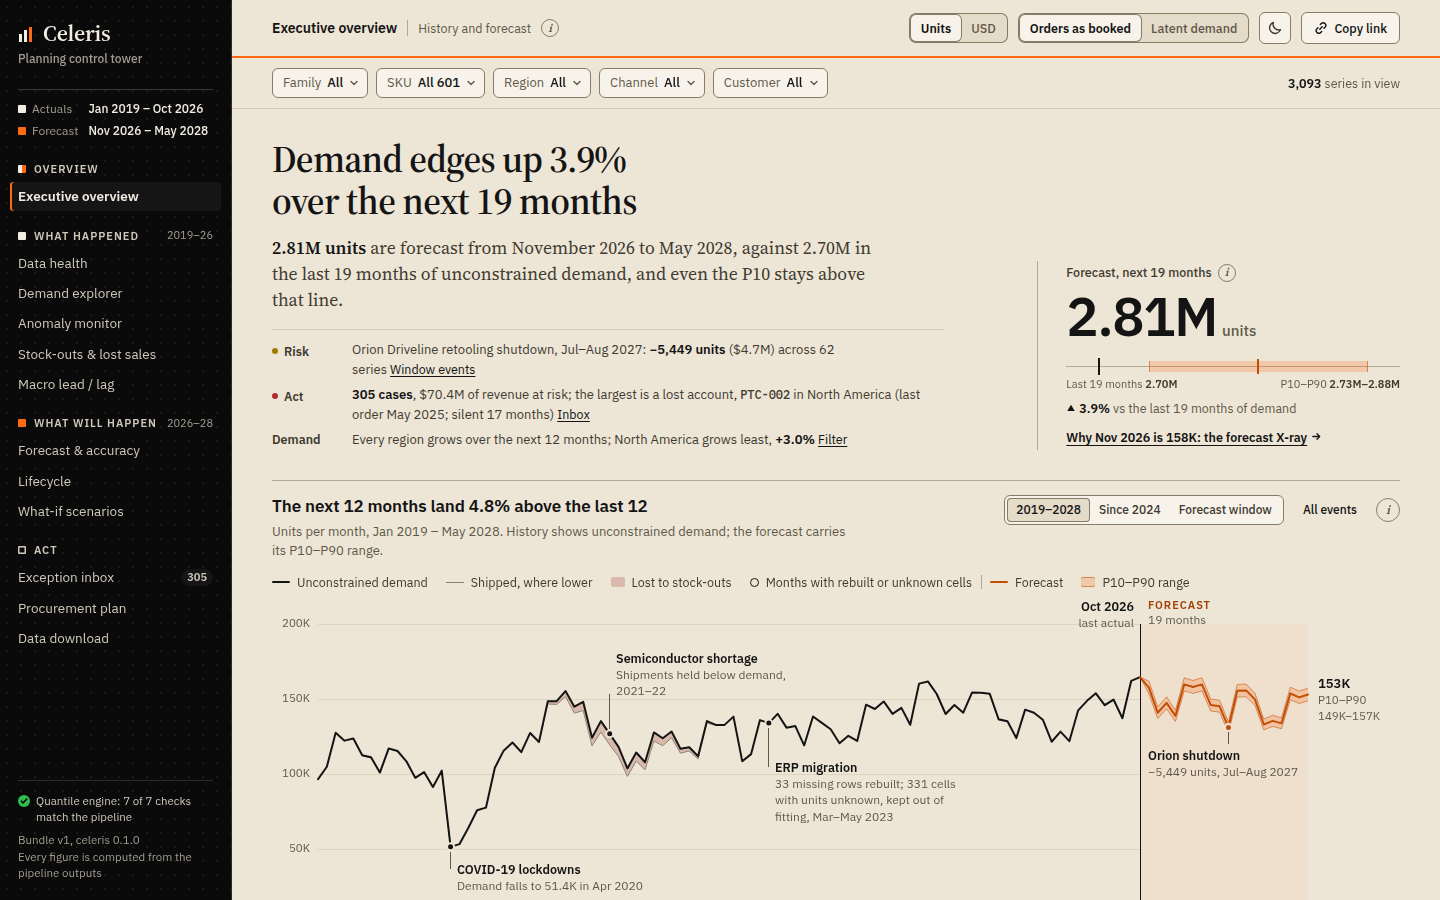 Celeris
Planning control tower
Actuals Jan 2019 – Oct 2026
Forecast Nov 2026 – May 2028
OVERVIEW
Executive overview
WHAT HAPPENED 2019–26
Data health
Demand explorer
Anomaly monitor
Stock-outs & lost sales
Macro lead / lag
WHAT WILL HAPPEN 2026–28
Forecast & accuracy
Lifecycle
What-if scenarios
ACT
Exception inbox 305
Procurement plan
Data download
Quantile engine: 7 of 7 checks
match the pipeline
Bundle v1, celeris 0.1.0
Every figure is computed from the
pipeline outputs
Executive overview History and forecast i
Units USD Orders as booked Latent demand Copy link
Family All SKU All 601 Region All Channel All Customer All
3,093 series in view
Demand edges up 3.9%
over the next 19 months
2.81M units are forecast from November 2026 to May 2028, against 2.70M in
the last 19 months of unconstrained demand, and even the P10 stays above
that line.
Risk Orion Driveline retooling shutdown, Jul–Aug 2027: −5,449 units ($4.7M) across 62
series Window events
Act 305 cases, $70.4M of revenue at risk; the largest is a lost account, PTC-002 in North America (last
order May 2025; silent 17 months) Inbox
Demand Every region grows over the next 12 months; North America grows least, +3.0% Filter
Forecast, next 19 months i
2.81M units
Last 19 months 2.70M P10–P90 2.73M–2.88M
▲ 3.9% vs the last 19 months of demand
Why Nov 2026 is 158K: the forecast X-ray →
The next 12 months land 4.8% above the last 12
Units per month, Jan 2019 – May 2028. History shows unconstrained demand; the forecast carries
its P10–P90 range.
2019–2028 Since 2024 Forecast window All events i
Unconstrained demand Shipped, where lower Lost to stock-outs Months with rebuilt or unknown cells Forecast P10–P90 range
Oct 2026
last actual
FORECAST
19 months
200K
150K
100K
50K
Semiconductor shortage
Shipments held below demand,
2021–22
ERP migration
33 missing rows rebuilt; 331 cells
with units unknown, kept out of
fitting, Mar–May 2023
COVID-19 lockdowns
Demand falls to 51.4K in Apr 2020
Orion shutdown
−5,449 units, Jul–Aug 2027
153K
P10–P90
149K–157K